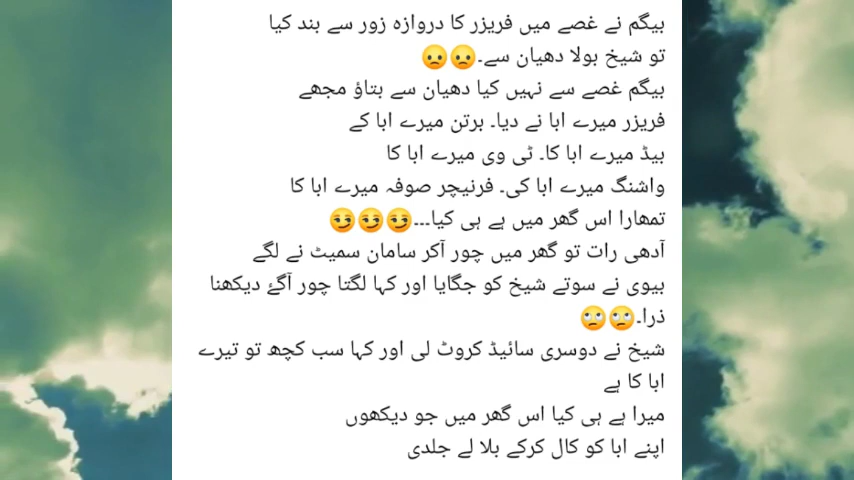 بیگم نے غصے میں فریزر کا دروازہ زور سے بند کیا
تو شیخ بولا دھیان سے۔🙁🙁
بیگم غصے سے نہیں کیا دھیان سے بتاؤ مجھے
فریزر میرے ابا نے دیا۔ برتن میرے ابا کے
بیڈ میرے ابا کا۔ ٹی وی میرے ابا کا
واشنگ میرے ابا کی۔ فرنیچر صوفہ میرے ابا کا
تمھارا اس گھر میں ہے ہی کیا۔۔۔😏😏😏
آدھی رات تو گھر میں چور آکر سامان سمیٹ نے لگے
بیوی نے سوتے شیخ کو جگایا اور کہا لگتا چور آگۓ دیکھنا
ذرا۔🙄🙄
شیخ نے دوسری سائیڈ کروٹ لی اور کہا سب کچھ تو تیرے
ابا کا ہے
میرا ہے ہی کیا اس گھر میں جو دیکھوں
اپنے ابا کو کال کرکے بلا لے جلدی